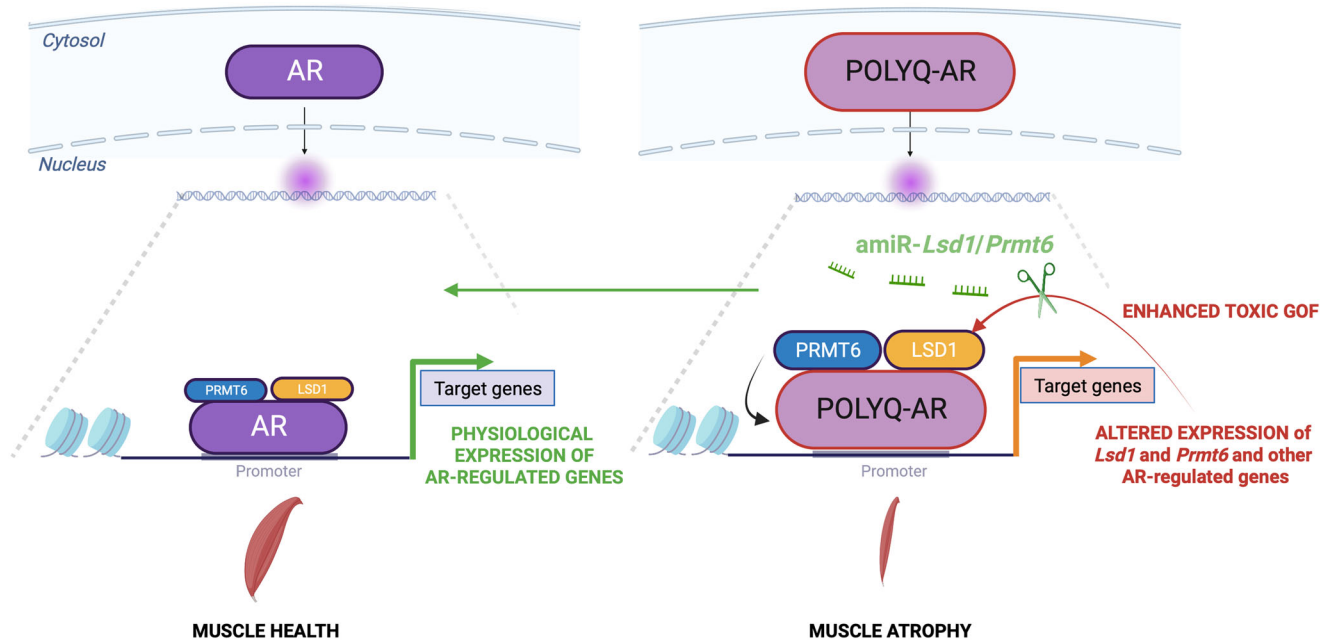 Cytosol
AR
Nucleus
PRMT6
LSD1
AR
Promoter
Target genes
PHYSIOLOGICAL
EXPRESSION OF
AR-REGULATED GENES
MUSCLE HEALTH
POLYQ-AR
amiR-Lsd1/Prmt6
ENHANCED TOXIC GOF
PRMT6
LSD1
POLYQ-AR
Promoter
Target genes
ALTERED EXPRESSION of
Lsd1 and Prmt6 and other
AR-regulated genes
MUSCLE ATROPHY